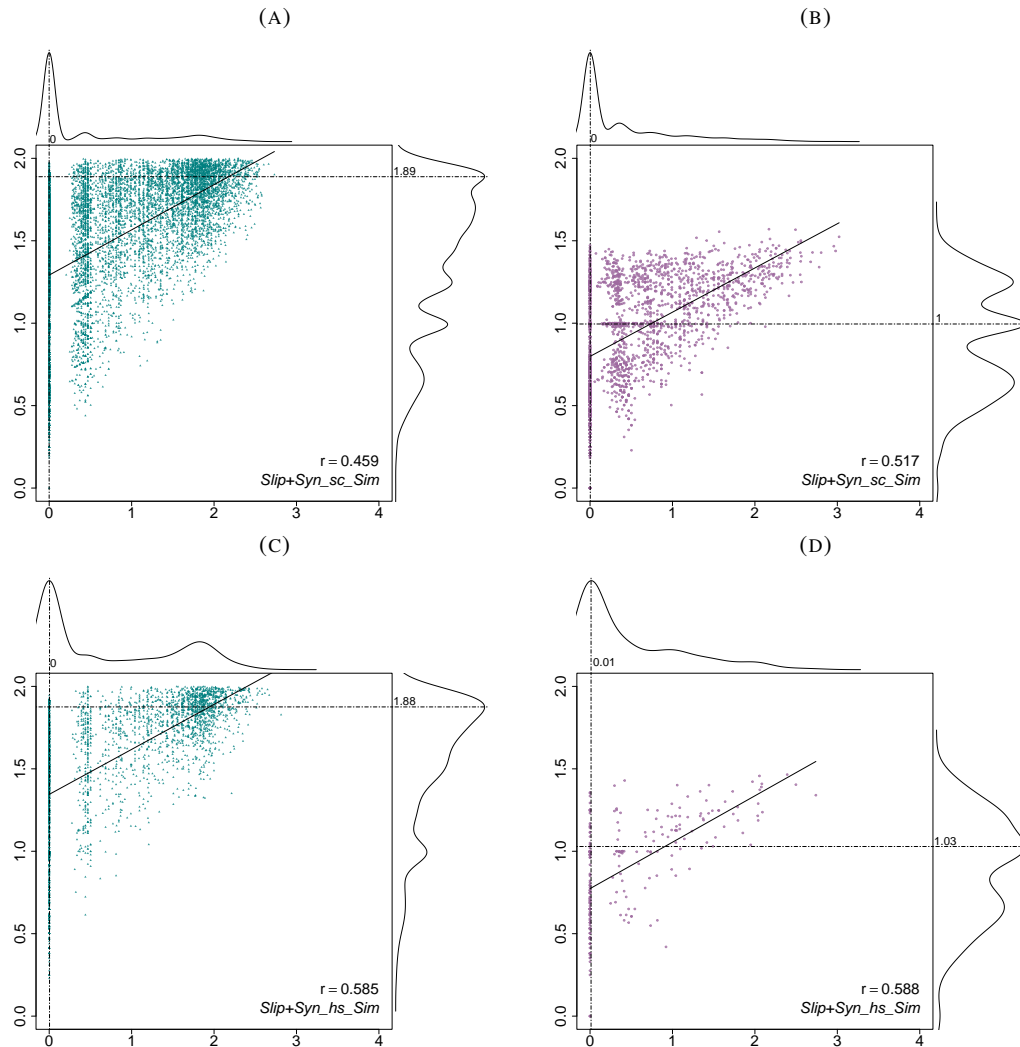 (A)
0
2.0
1.5
1.0
0.5
0.0
1.89
r = 0.459
Slip+Syn_sc_Sim
0 1 2 3 4
(B)
0
2.0
1.5
1.0
0.5
0.0
1
r = 0.517
Slip+Syn_sc_Sim
0 1 2 3 4
(C)
0
2.0
1.5
1.0
0.5
0.0
1.88
r = 0.585
Slip+Syn_hs_Sim
0 1 2 3 4
(D)
0.01
2.0
1.5
1.0
0.5
0.0
1.03
r = 0.588
Slip+Syn_hs_Sim
0 1 2 3 4